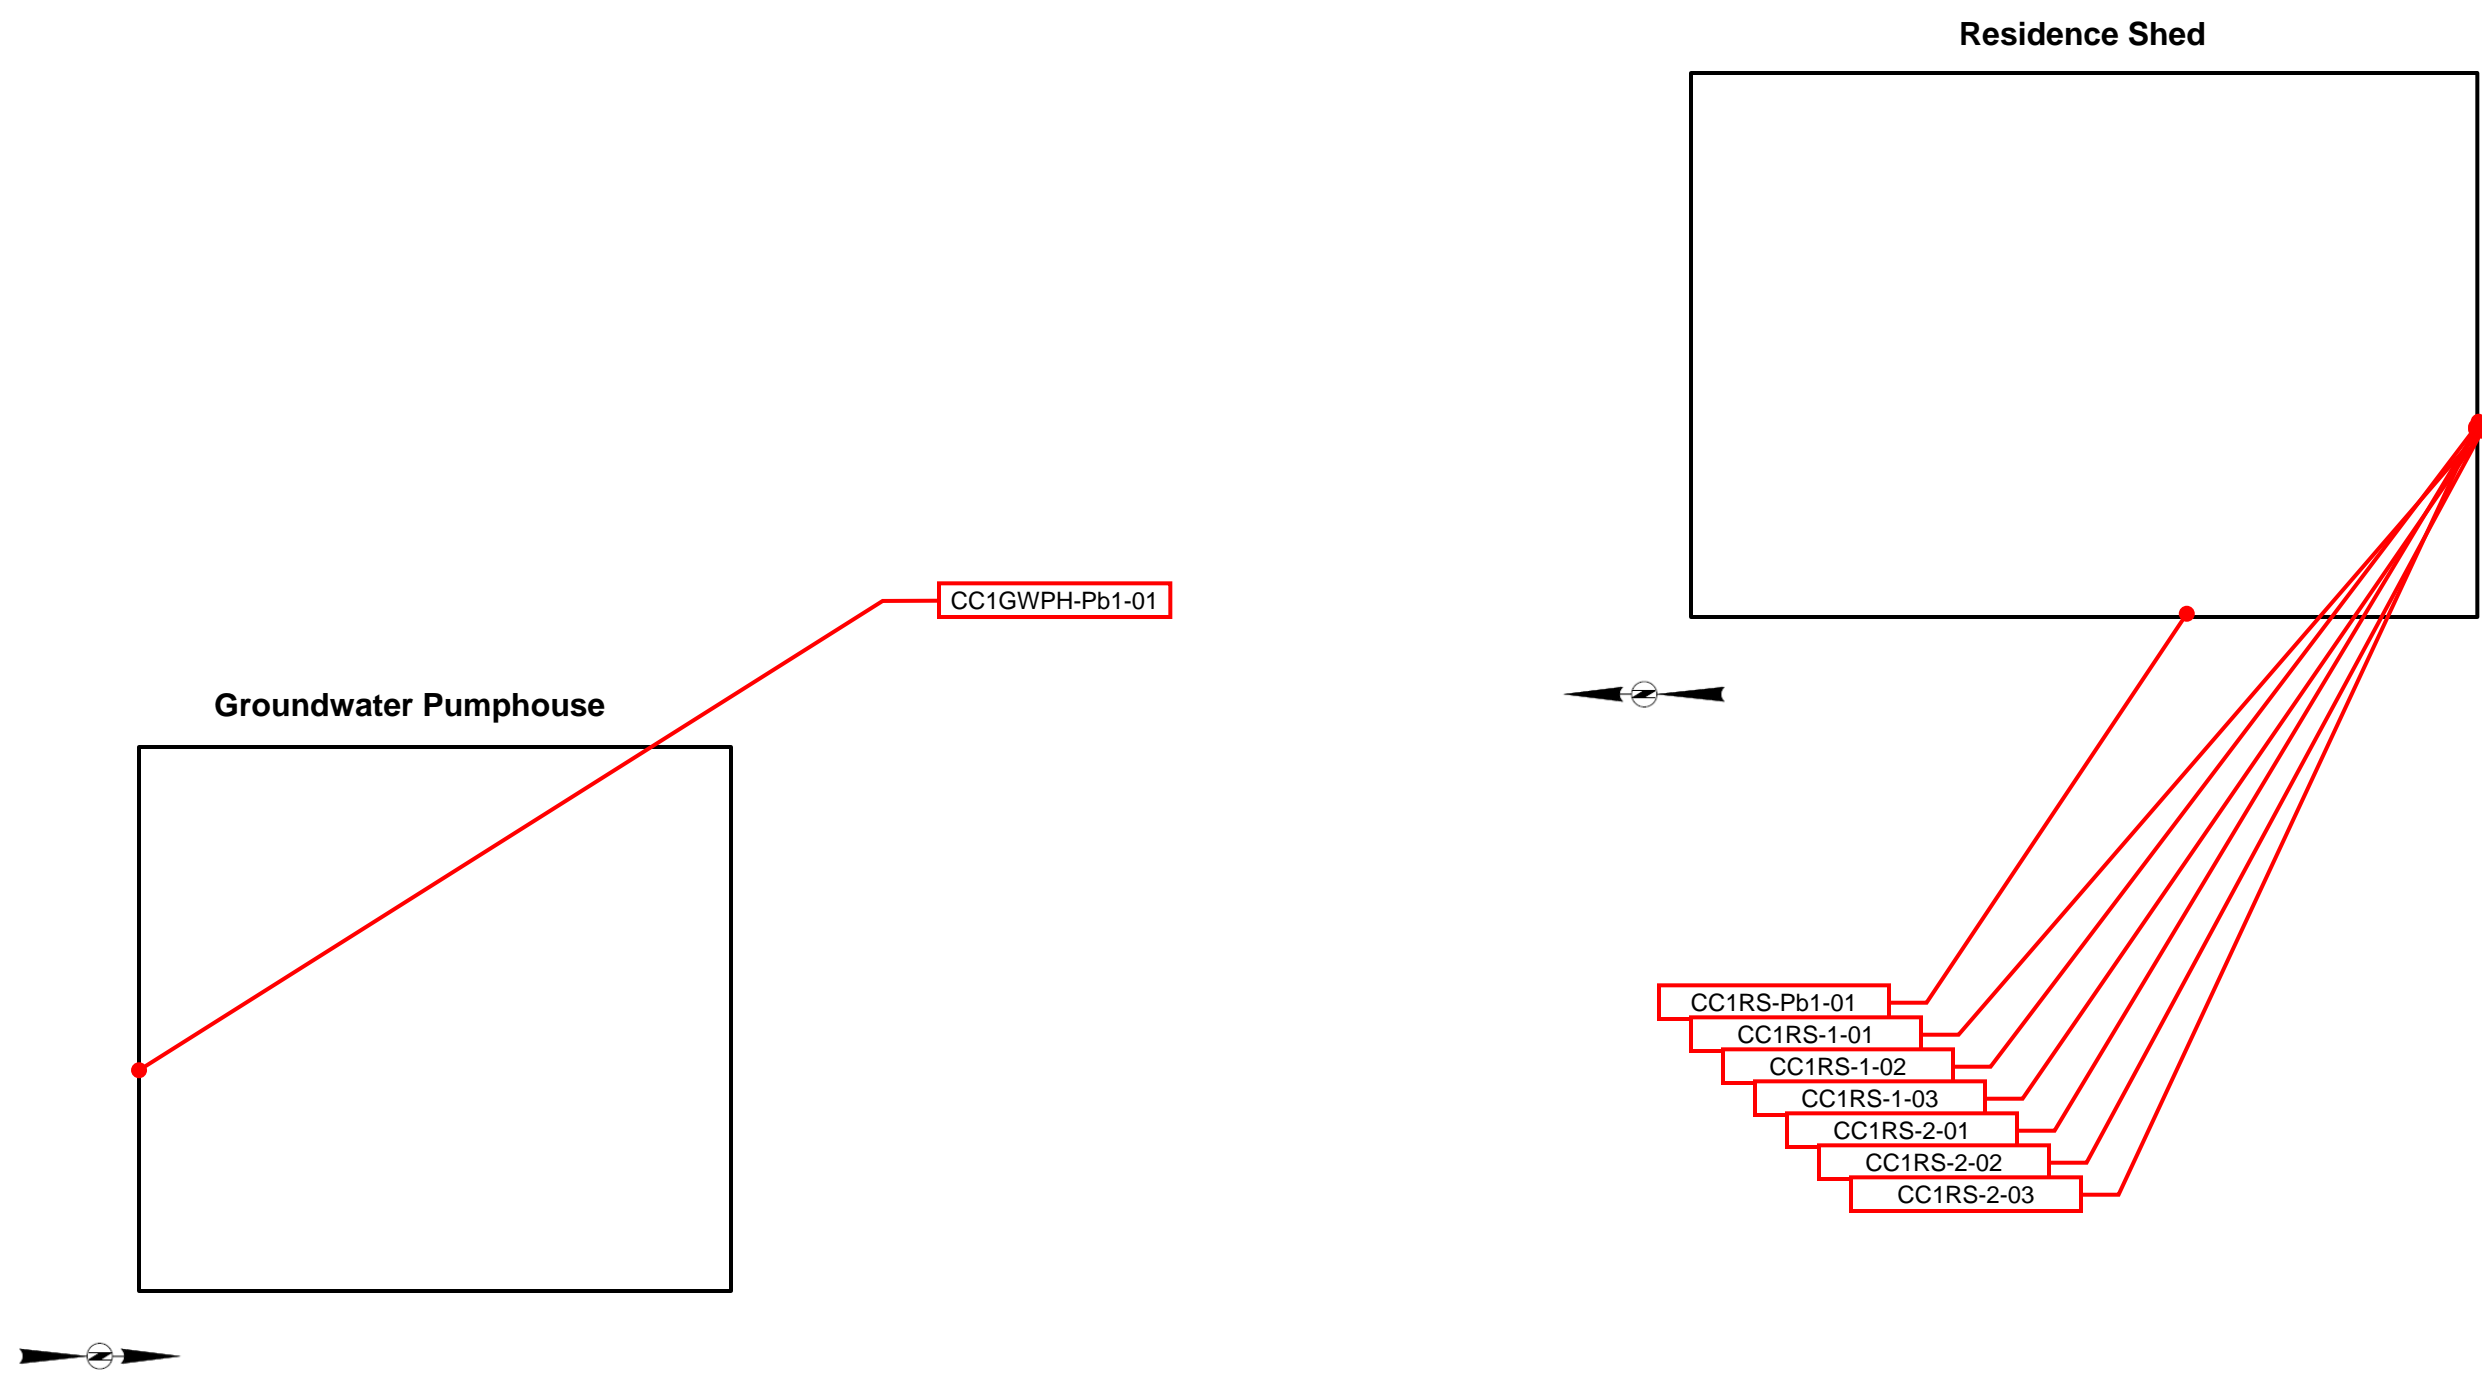 Residence Shed
CC1GWPH-Pb1-01
Groundwater Pumphouse
CC1RS-Pb1-01
CC1RS-1-01
CC1RS-1-02
CC1RS-1-03
CC1RS-2-01
CC1RS-2-02
CC1RS-2-03